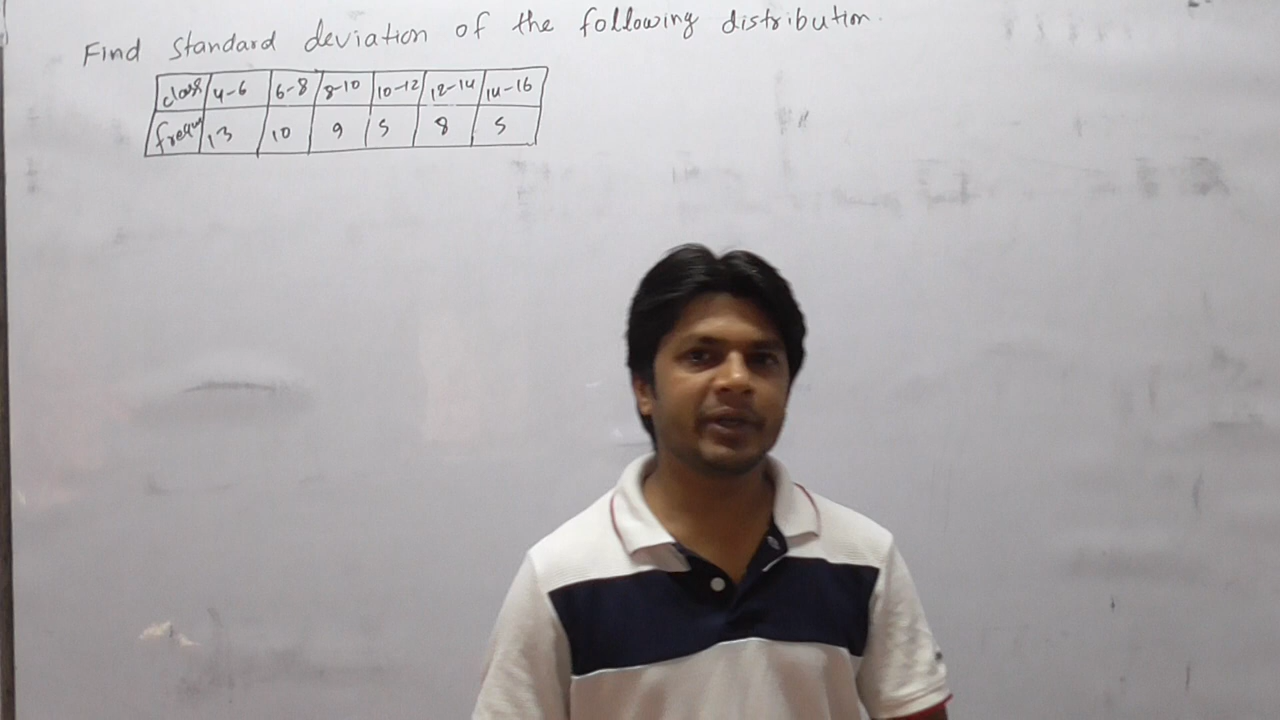 Find standard deviation of the following distribution.
class 4-6 6-8 8-10 10-12 12-14 14-16
frequ 13 10 9 5 8 5